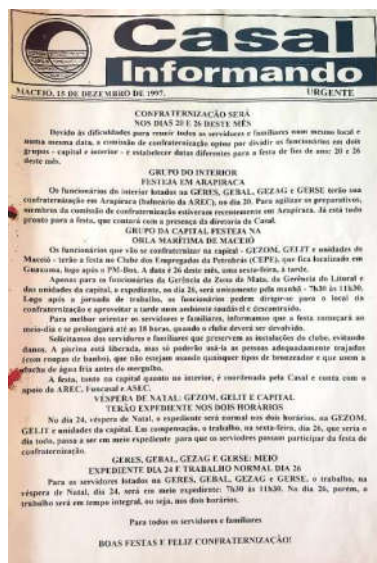 Casal
Informando
MACEIÓ, 15 DE DEZEMBRO DE 1997. URGENTE
CONFRATERNIZAÇÃO SERÁ
NOS DIAS 20 E 26 DESTE MÊS
Devido às dificuldades para reunir todos os servidores e familiares num mesmo local e
numa mesma data, a comissão de confraternização optou por dividir os funcionários em dois
grupos - capital e interior - e estabelecer datas diferentes para a festa de fim de ano: 20 e 26
deste mês.
GRUPO DO INTERIOR
FESTEJA EM ARAPIRACA
Os funcionários do interior lotados na GERES, GERAL, GEZAG e GERSE terão sua
confraternização em Arapiraca (balneário da AREC), no dia 20. Para agilizar os preparativos,
membros da comissão de confraternização estiveram recentemente em Arapiraca. Já está tudo
pronto para a festa, que contará com a presença da diretoria da Casal.
GRUPO DA CAPITAL FESTEJA NA
ÓRLA MARÍTIMA DE MACEIÓ
Os funcionários que vão se confraternizar na capital - GEZOM, GELIT e unidades de
Maceió - terão a festa no Clube dos Empregados da Petrobrás (CEPE), que fica localizado em
Guaxuma, logo após o PM-Box. A data é 26 deste mês, uma sexta-feira, à tarde.
Apenas para os funcionários da Gerência da Zona da Mata, da Gerência do Litoral e
das unidades da capital, o expediente, no dia 26, será unicamente pela manhã - 7h30 às 11h30.
Logo após a jornada de trabalho, os funcionários podem dirigir-se para o local da
confraternização e aproveitar a tarde num ambiente saudável e descontraído.
Para melhor orientar os servidores e familiares, informamos que a festa começará ao
meio-dia e se prolongará até as 18 horas, quando o clube deverá ser devolvido.
Solicitamos dos servidores e familiares que preservem as instalações do clube, evitando
danos. A piscina está liberada, mas só poderão usá-la as pessoas adequadamente trajadas
(com roupas de banho), que não estejam usando quaisquer tipos de bronzeador e que usem a
ducha de água fria antes do mergulho.
A festa, tanto na capital quanto no interior, é coordenada pela Casal e conta com o
apoio da AREC, Funcasal e ASEC.
VÉSPERA DE NATAL: GEZOM, GELIT E CAPITAL
TERÃO EXPEDIENTE NOS DOIS HORÁRIOS
No dia 24, véspera de Natal, o expediente será normal nos dois horários, na GEZOM,
GELIT e unidades da capital. Em compensação, o trabalho, na sexta-feira, dia 26, que seria o
dia todo, passa a ser em meio expediente para que os servidores possam participar da festa de
confraternização.
GERES, GERAL, GEZAG E GERSE: MEIO
EXPEDIENTE DIA 24 E TRABALHO NORMAL DIA 26
Para os servidores lotados na GERES, GEBAL, GEZAG e GERSE, o trabalho, na
véspera de Natal, dia 24, será em meio expediente: 7h30 às 11h30. No dia 26, porém, o
trabalho será em tempo integral, ou seja, nos dois horários.
Para todos os servidores e familiares
BOAS FESTAS E FELIZ CONFRATERNIZAÇÃO!